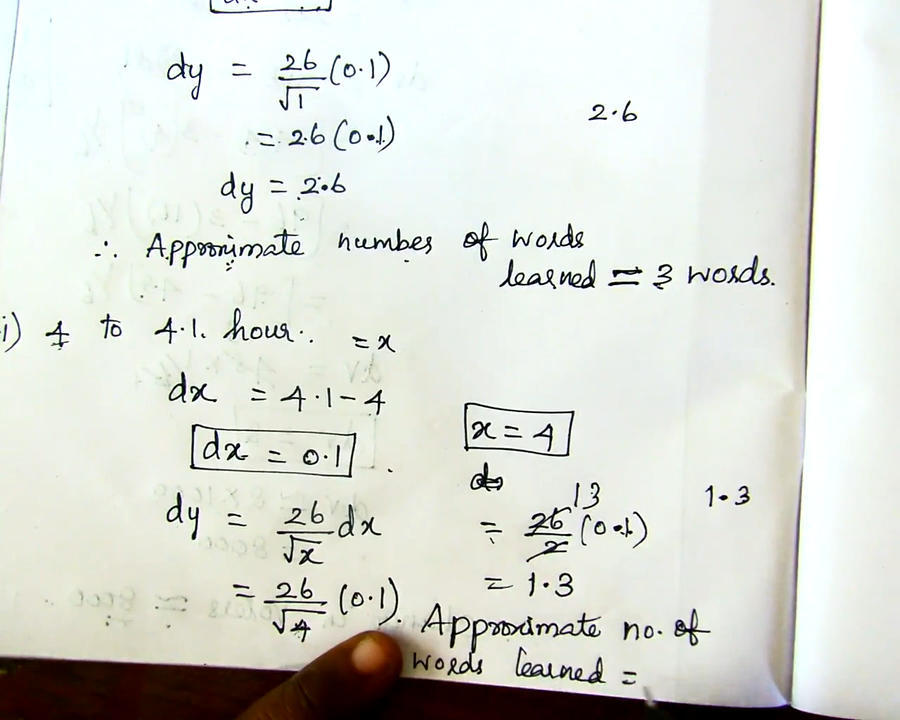 dy = 26/√1 (0.1)
2.6
= 26(0.1)
dy = 2.6
∴ Approximate number of words
learned = 3 words.
i) 4 to 4.1 hour. = x
dx = 4.1 - 4
x = 4
dx = 0.1
dy = 26/√x dx
= 26/2 (0.1) 13
1.3
= 1.3
= 26/√4 (0.1).
Approximate no. of
words learned =